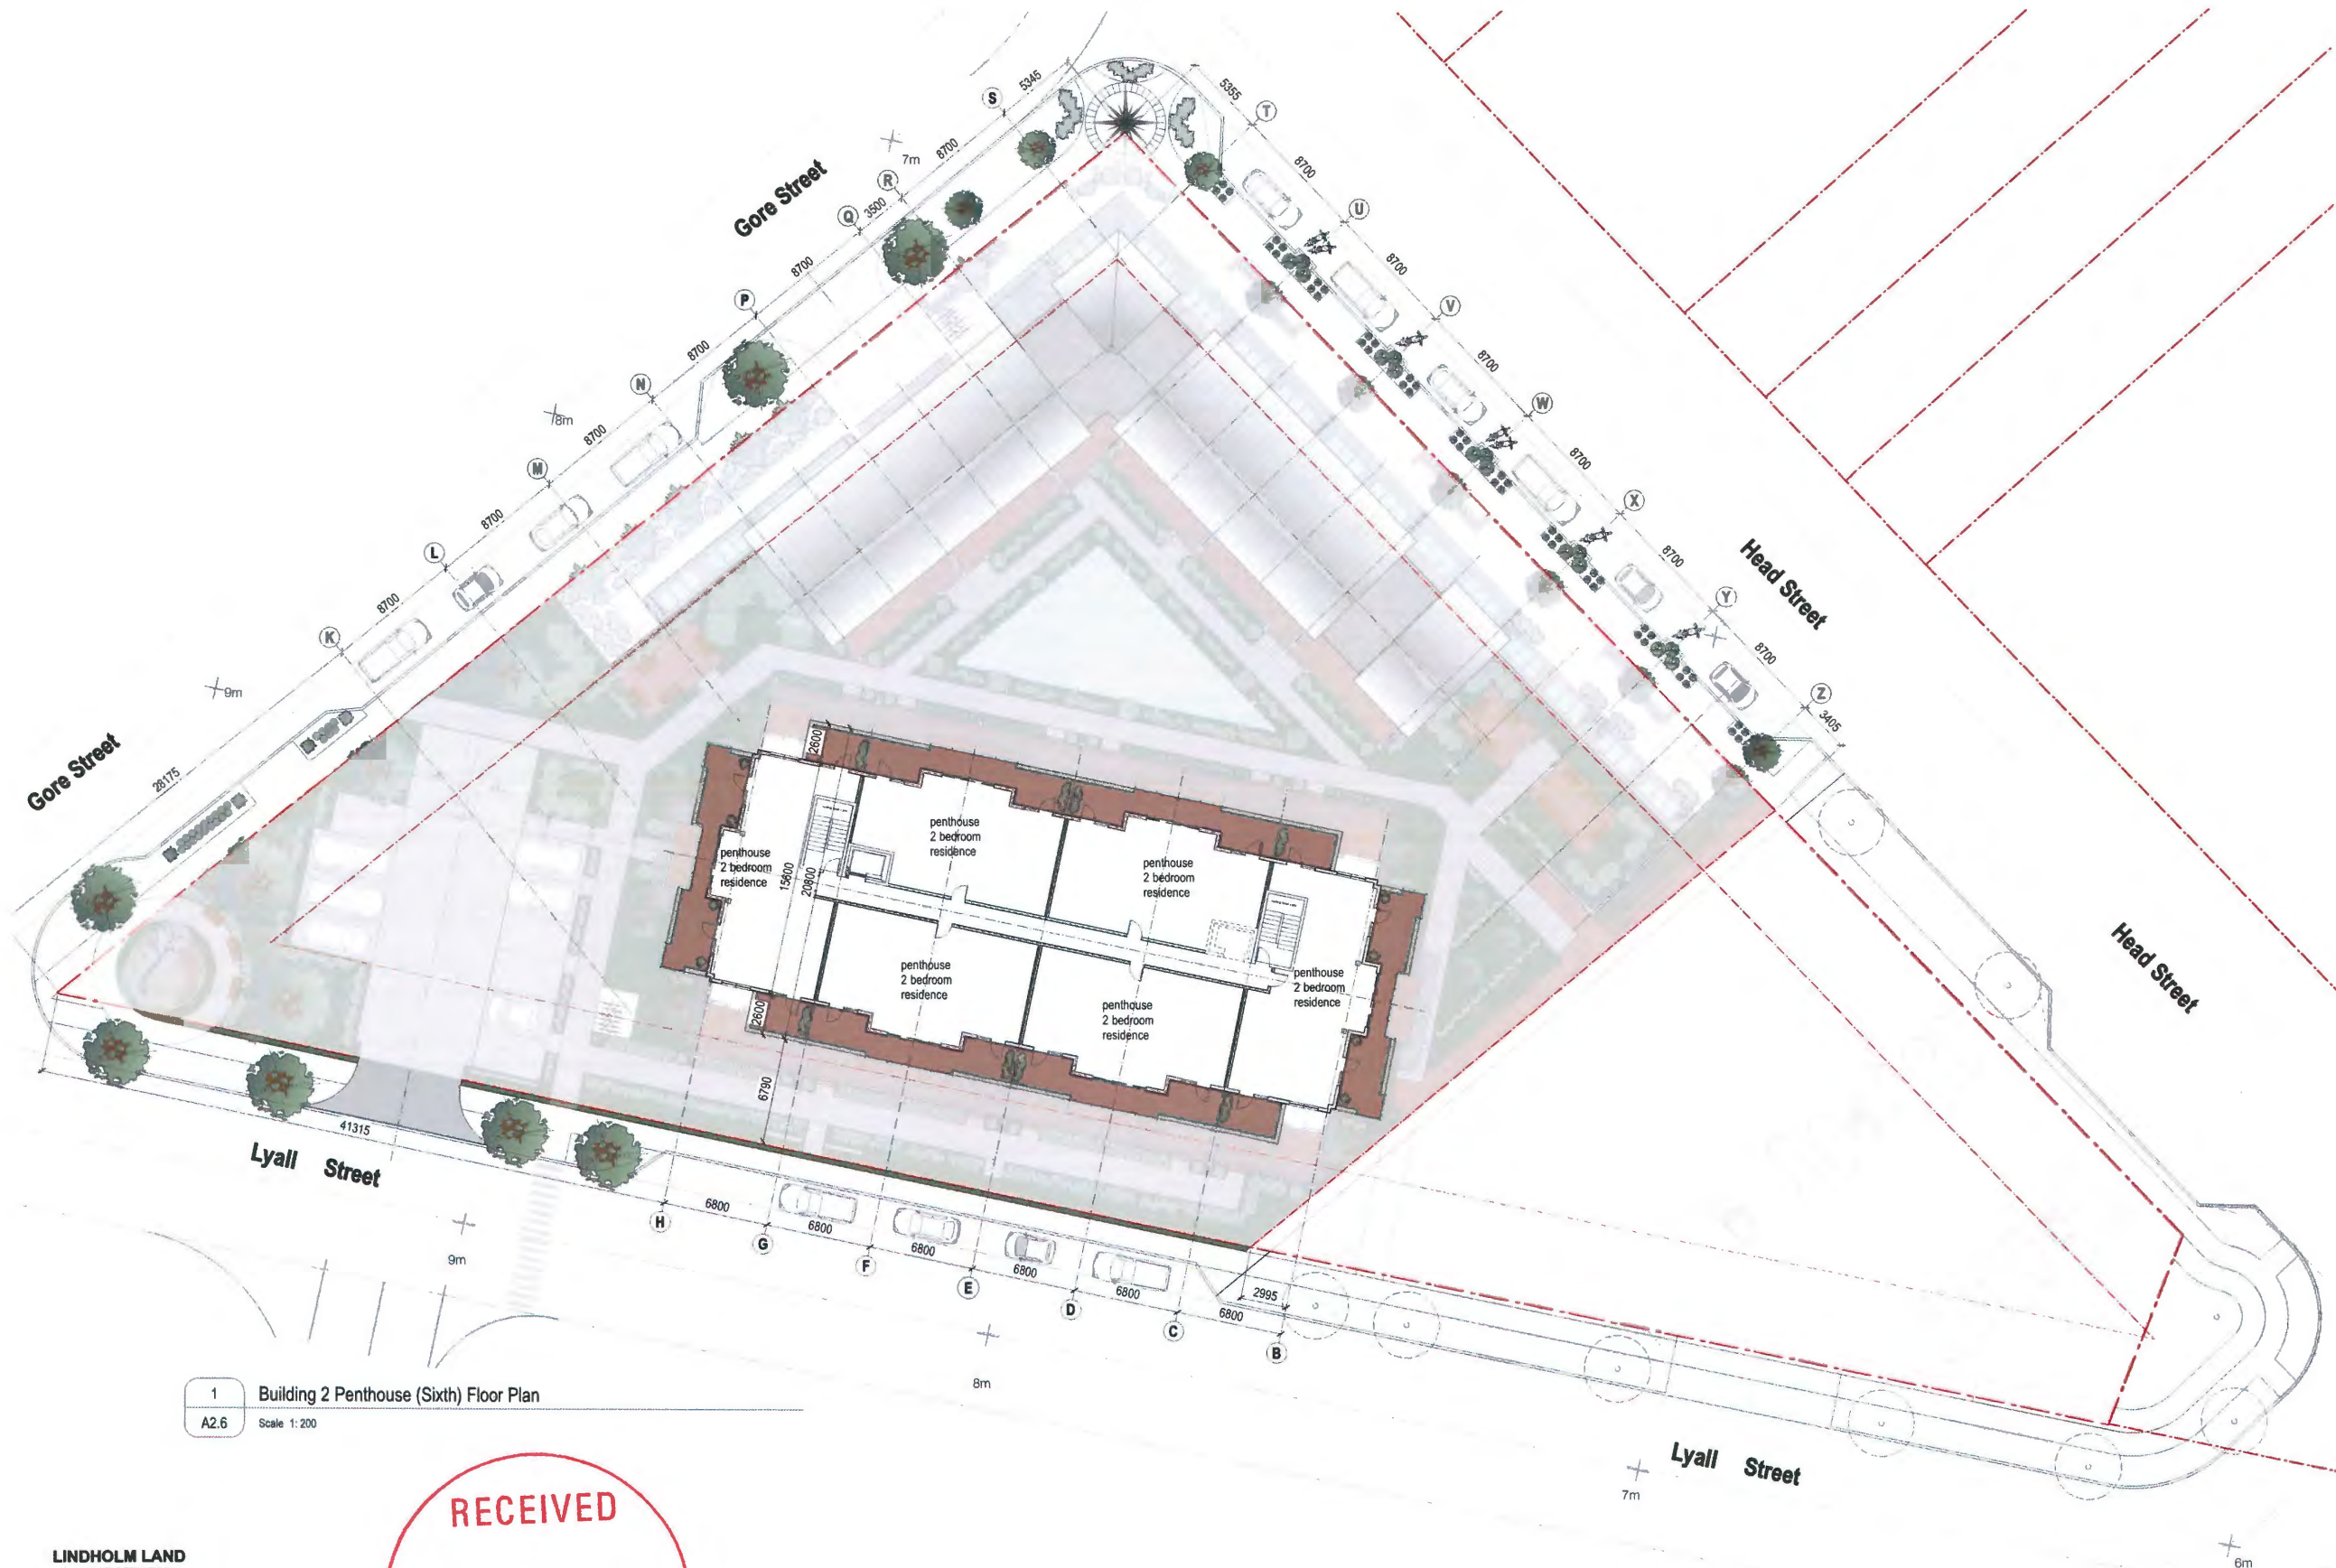 5345
S
5355
T
8700
7m
8700
R
Gore Street
Q
3500
U
8700
8700
P
V
8700
8700
N
W
8m
8700
8700
M
X
8700
8700
Head Street
L
Y
8700
8700
K
Z
9m
3405
Gore Street
28175
2600
penthouse
2 bedroom
residence
penthouse
2 bedroom
residence
15600
20800
penthouse
2 bedroom
residence
Head Street
penthouse
2 bedroom
residence
penthouse
2 bedroom
residence
penthouse
2 bedroom
residence
2600
6790
41315
Lyall Street
H
6800
G
6800
F
6800
E
6800
D
6800
C
6800
B
2995
9m
8m
1
Building 2 Penthouse (Sixth) Floor Plan
A2.6
Scale 1: 200
Lyall Street
7m
RECEIVED
LINDHOLM LAND
6m